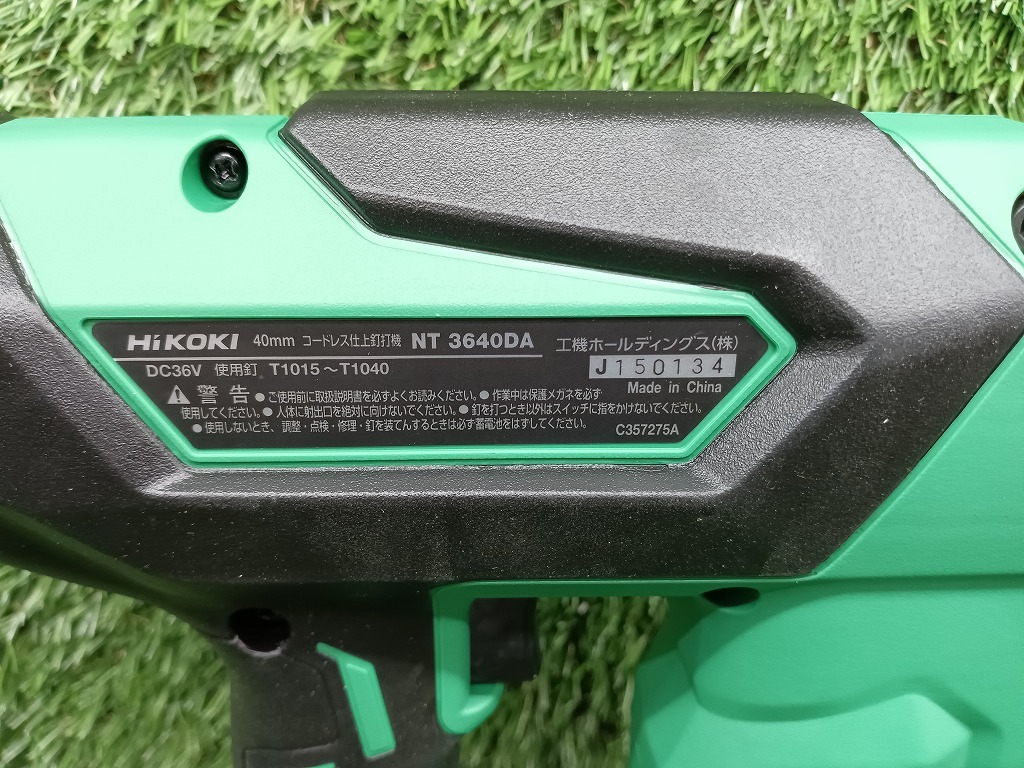 HiKOKI 40mm コードレス仕上釘打機 NT 3640DA 工機ホールディングス(株)
DC36V 使用釘 T1015～T1040 J150134
Made in China
警告 ●ご使用前に取扱説明書を必ずよくお読みください。●作業中は保護メガネを必ず
使用してください。●人体に射出口を絶対に向けないでください。●釘を打つとき以外はスイッチに指をかけないでください。
●使用しないとき、調整・点検・修理・釘を装てんするときは必ず蓄電池をはずしてください。 C357275A